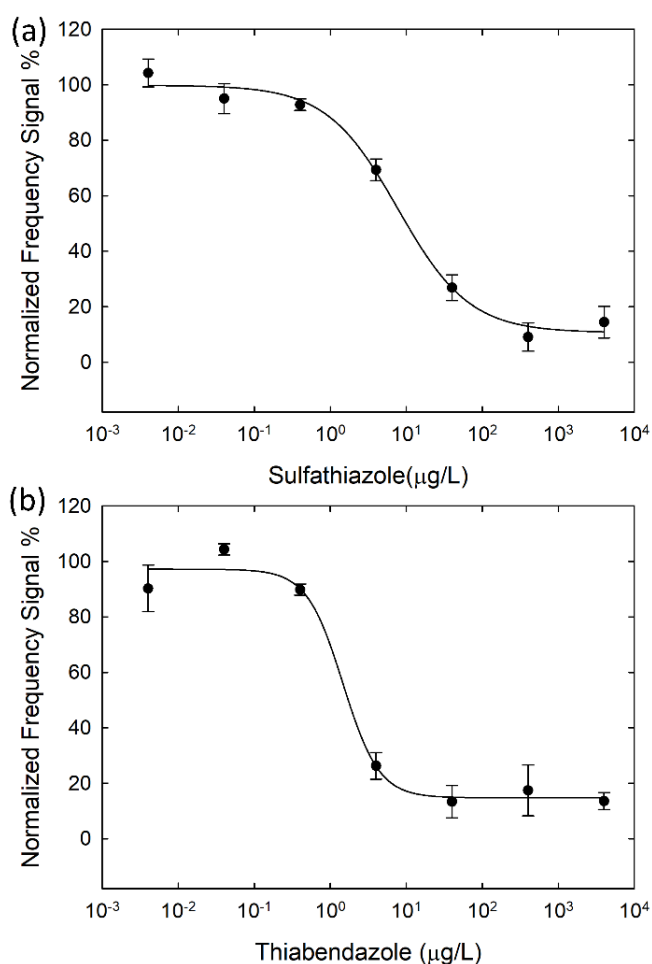 (a)
Normalized Frequency Signal %
120
100
80
60
40
20
0
10⁻³ 10⁻² 10⁻¹ 10⁰ 10¹ 10² 10³ 10⁴
Sulfathiazole(μg/L)
(b)
Normalized Frequency Signal %
120
100
80
60
40
20
0
10⁻³ 10⁻² 10⁻¹ 10⁰ 10¹ 10² 10³ 10⁴
Thiabendazole (μg/L)